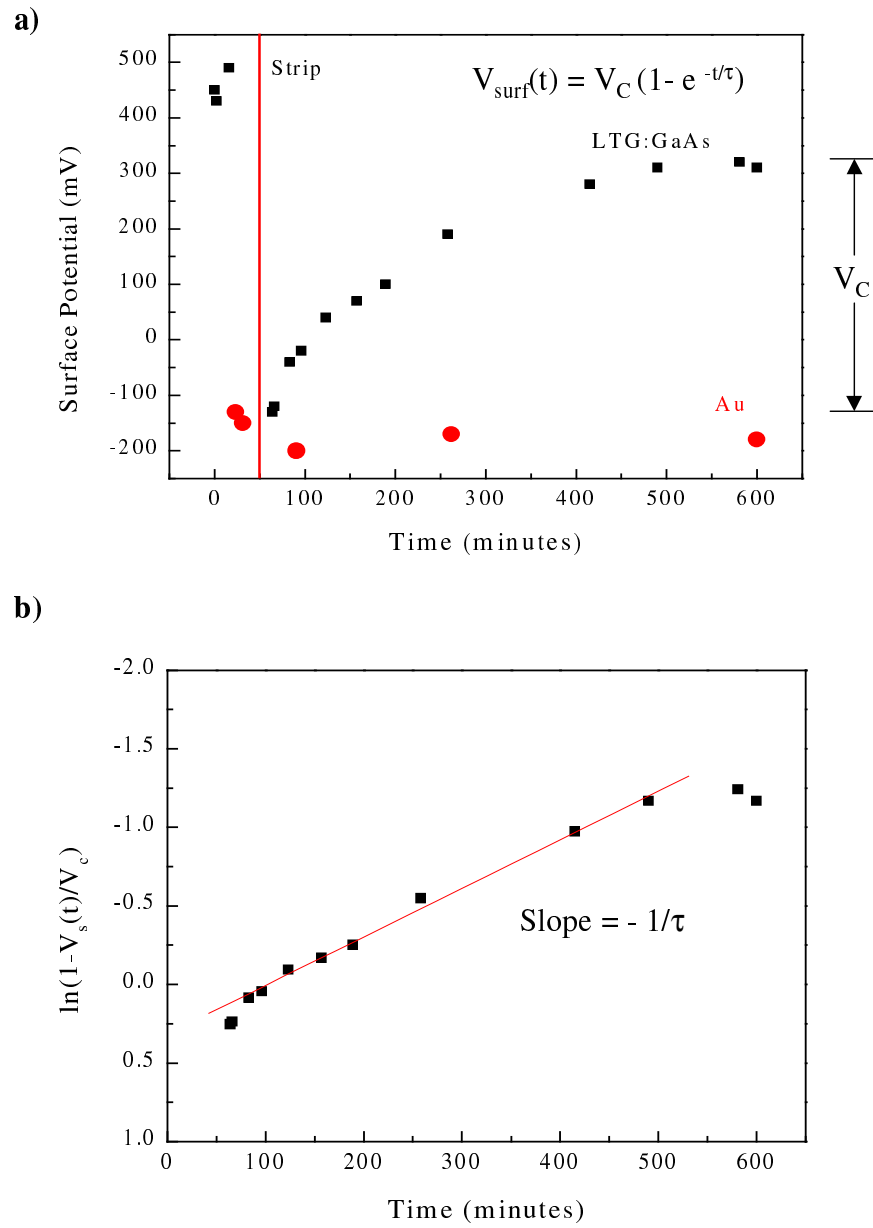 a)
500
400
300
200
100
0
-100
-200
Surface Potential (mV)
Strip
V_surf(t) = V_C (1- e^-t/τ)
LTG:GaAs
Au
V_C
0
100
200
300
400
500
600
Time (minutes)
b)
-2.0
-1.5
-1.0
-0.5
0.0
0.5
1.0
ln(1-V_s(t)/V_c)
Slope = - 1/τ
0
100
200
300
400
500
600
Time (minutes)